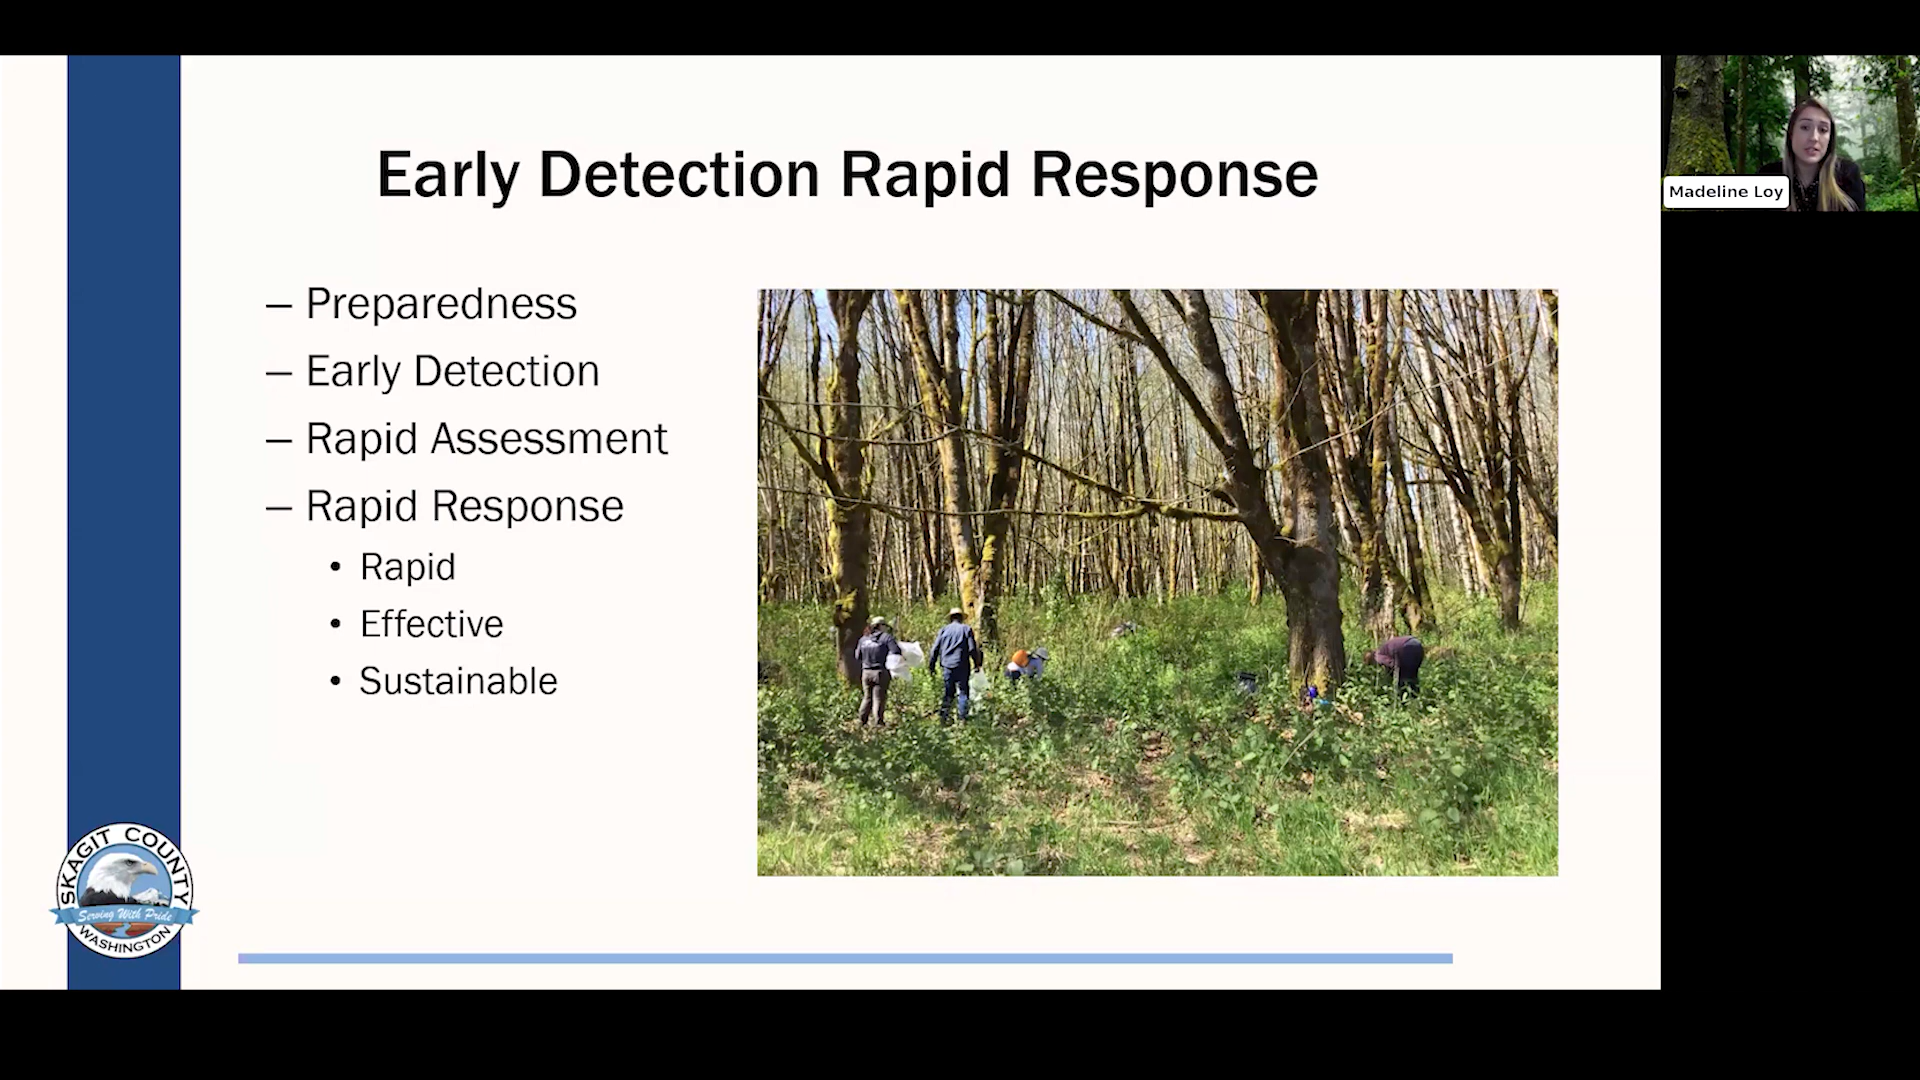 Early Detection Rapid Response
– Preparedness
– Early Detection
– Rapid Assessment
– Rapid Response
• Rapid
• Effective
• Sustainable
Madeline Loy
SKAGIT COUNTY
Serving With Pride
WASHINGTON